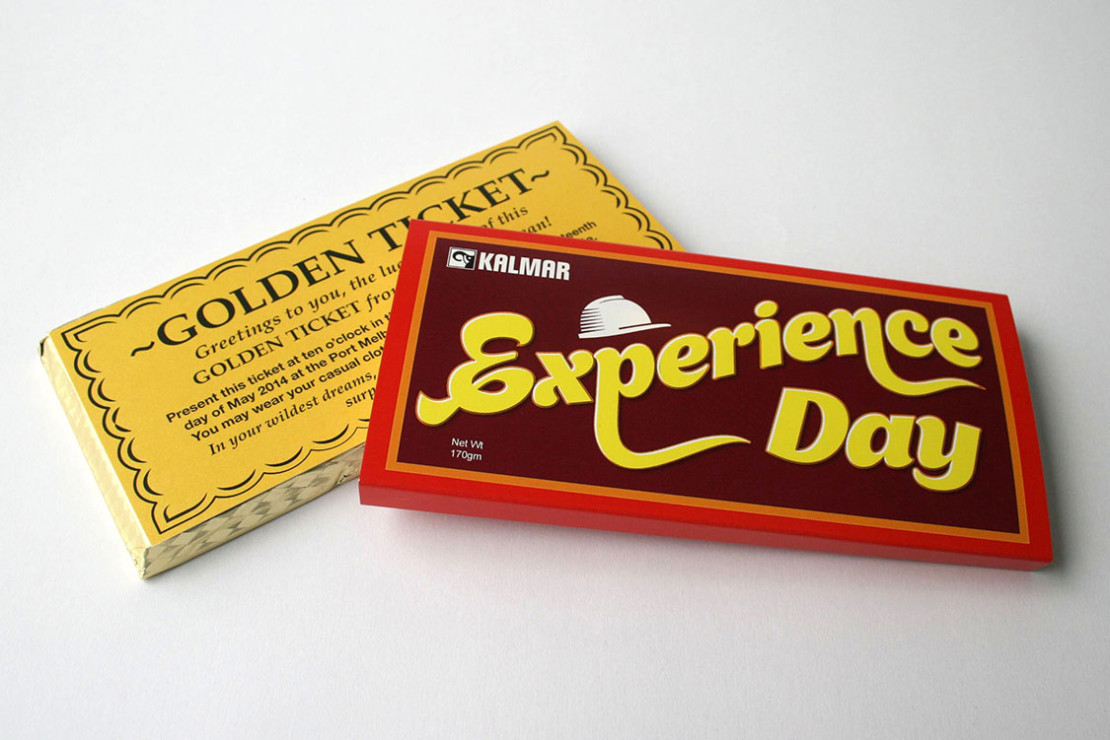 ~GOLDEN TICKET~
Greetings to you, the of this
GOLDEN TICKET
Present this ticket at ten o'clock in
day of May 2014 at the Port
You may wear your casual
In your wildest dreams,
KALMAR
Experience
Day
Net Wt
170gm